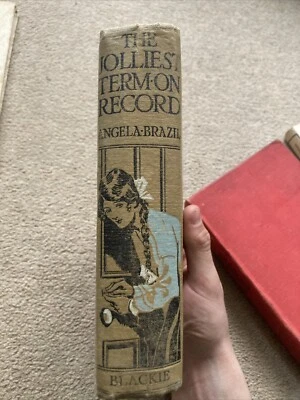 THE
JOLLIEST
TERM·ON
RECORD
ANGELA·BRAZIL
BLACKIE